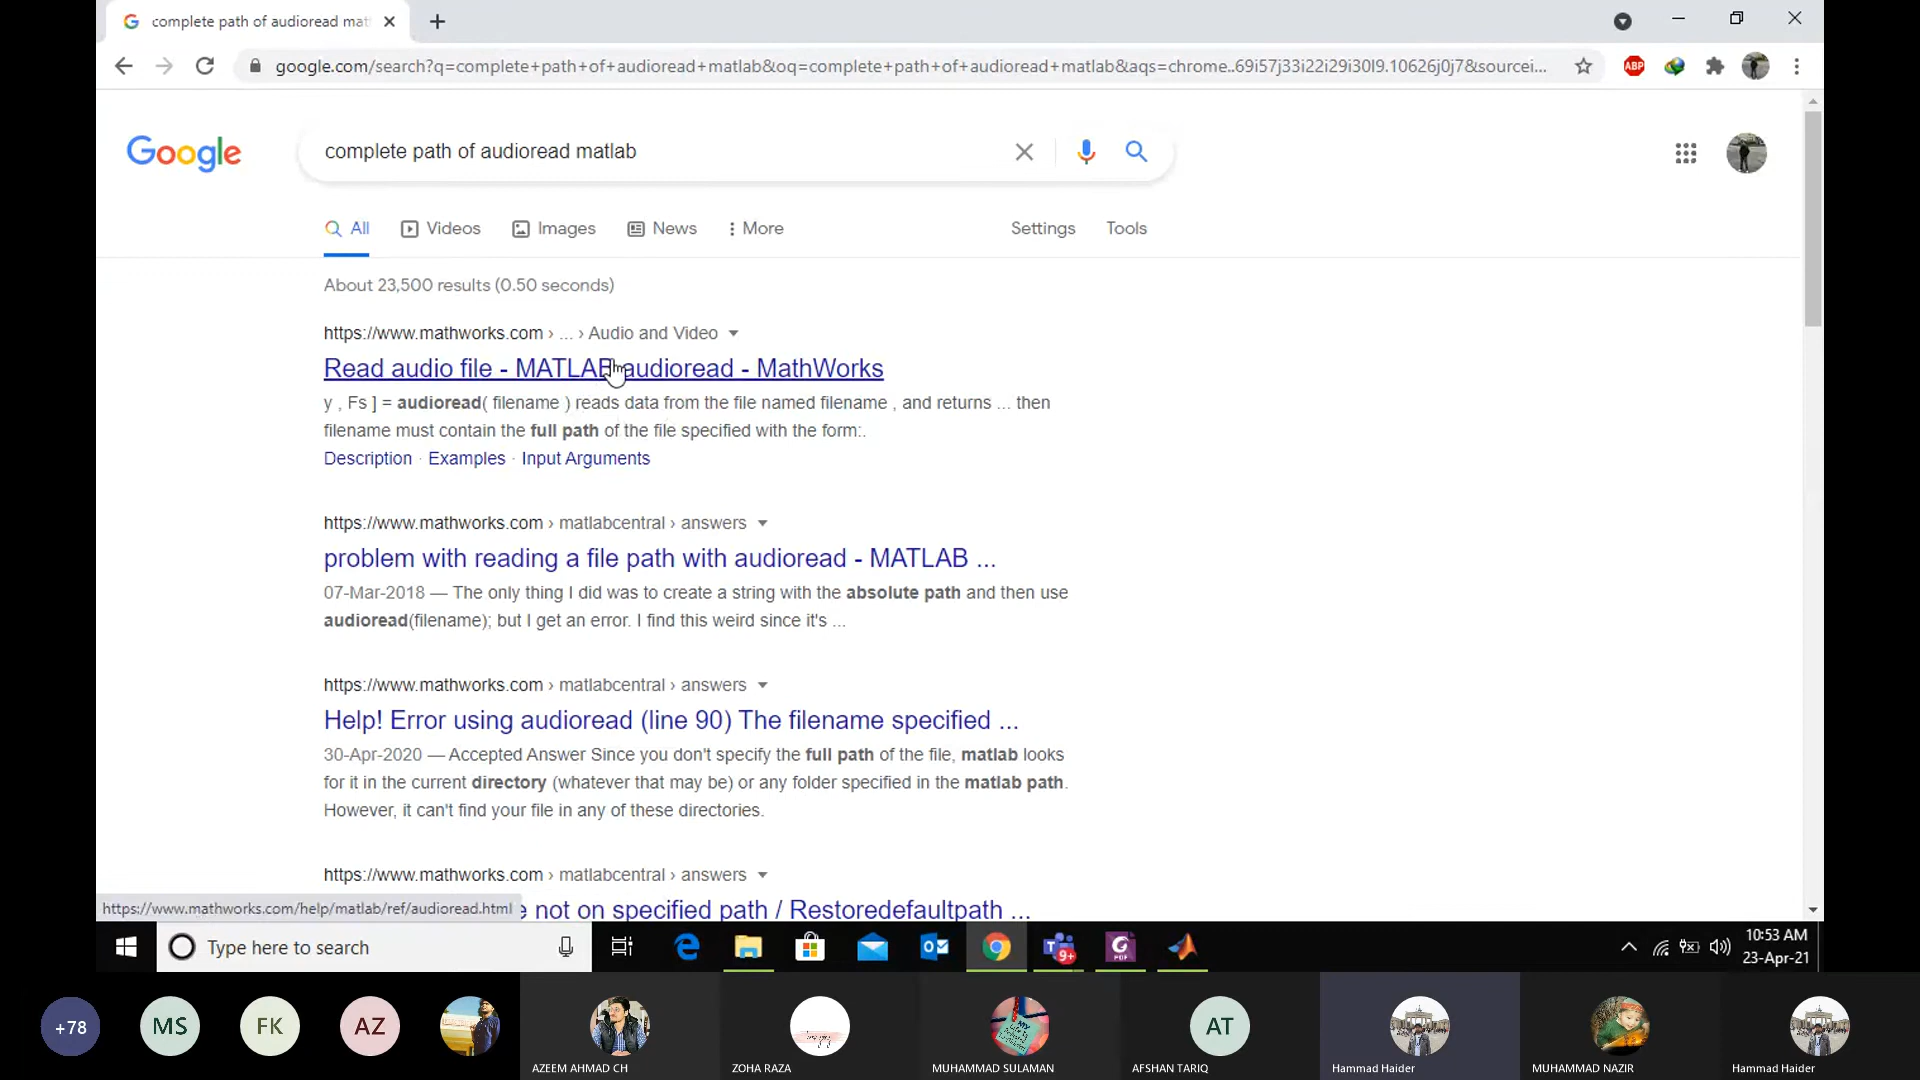 complete path of audioread mat
google.com/search?q=complete+path+of+audioread+matlab&oq=complete+path+of+audioread+matlab&aqs=chrome..69i57j33i22i29i30l9.10626j0j7&sourcei...
ABP
Google
complete path of audioread matlab
All
Videos
Images
News
More
Settings
Tools
About 23,500 results (0.50 seconds)
https://www.mathworks.com › ... › Audio and Video
Read audio file - MATLAB audioread - MathWorks
y , Fs ] = audioread( filename ) reads data from the file named filename , and returns ... then
filename must contain the full path of the file specified with the form:.
Description · Examples · Input Arguments
https://www.mathworks.com › matlabcentral › answers
problem with reading a file path with audioread - MATLAB ...
07-Mar-2018 — The only thing I did was to create a string with the absolute path and then use
audioread(filename); but I get an error. I find this weird since it's ...
https://www.mathworks.com › matlabcentral › answers
Help! Error using audioread (line 90) The filename specified ...
30-Apr-2020 — Accepted Answer Since you don't specify the full path of the file, matlab looks
for it in the current directory (whatever that may be) or any folder specified in the matlab path.
However, it can't find your file in any of these directories.
https://www.mathworks.com › matlabcentral › answers
https://www.mathworks.com/help/matlab/ref/audioread.html
e not on specified path / Restoredefaultpath ...
Type here to search
9+
PDF
10:53 AM
23-Apr-21
+78
MS
FK
AZ
AZEEM AHMAD CH
ZOHA RAZA
MUHAMMAD SULAMAN
AT
AFSHAN TARIQ
Hammad Haider
MUHAMMAD NAZIR
Hammad Haider